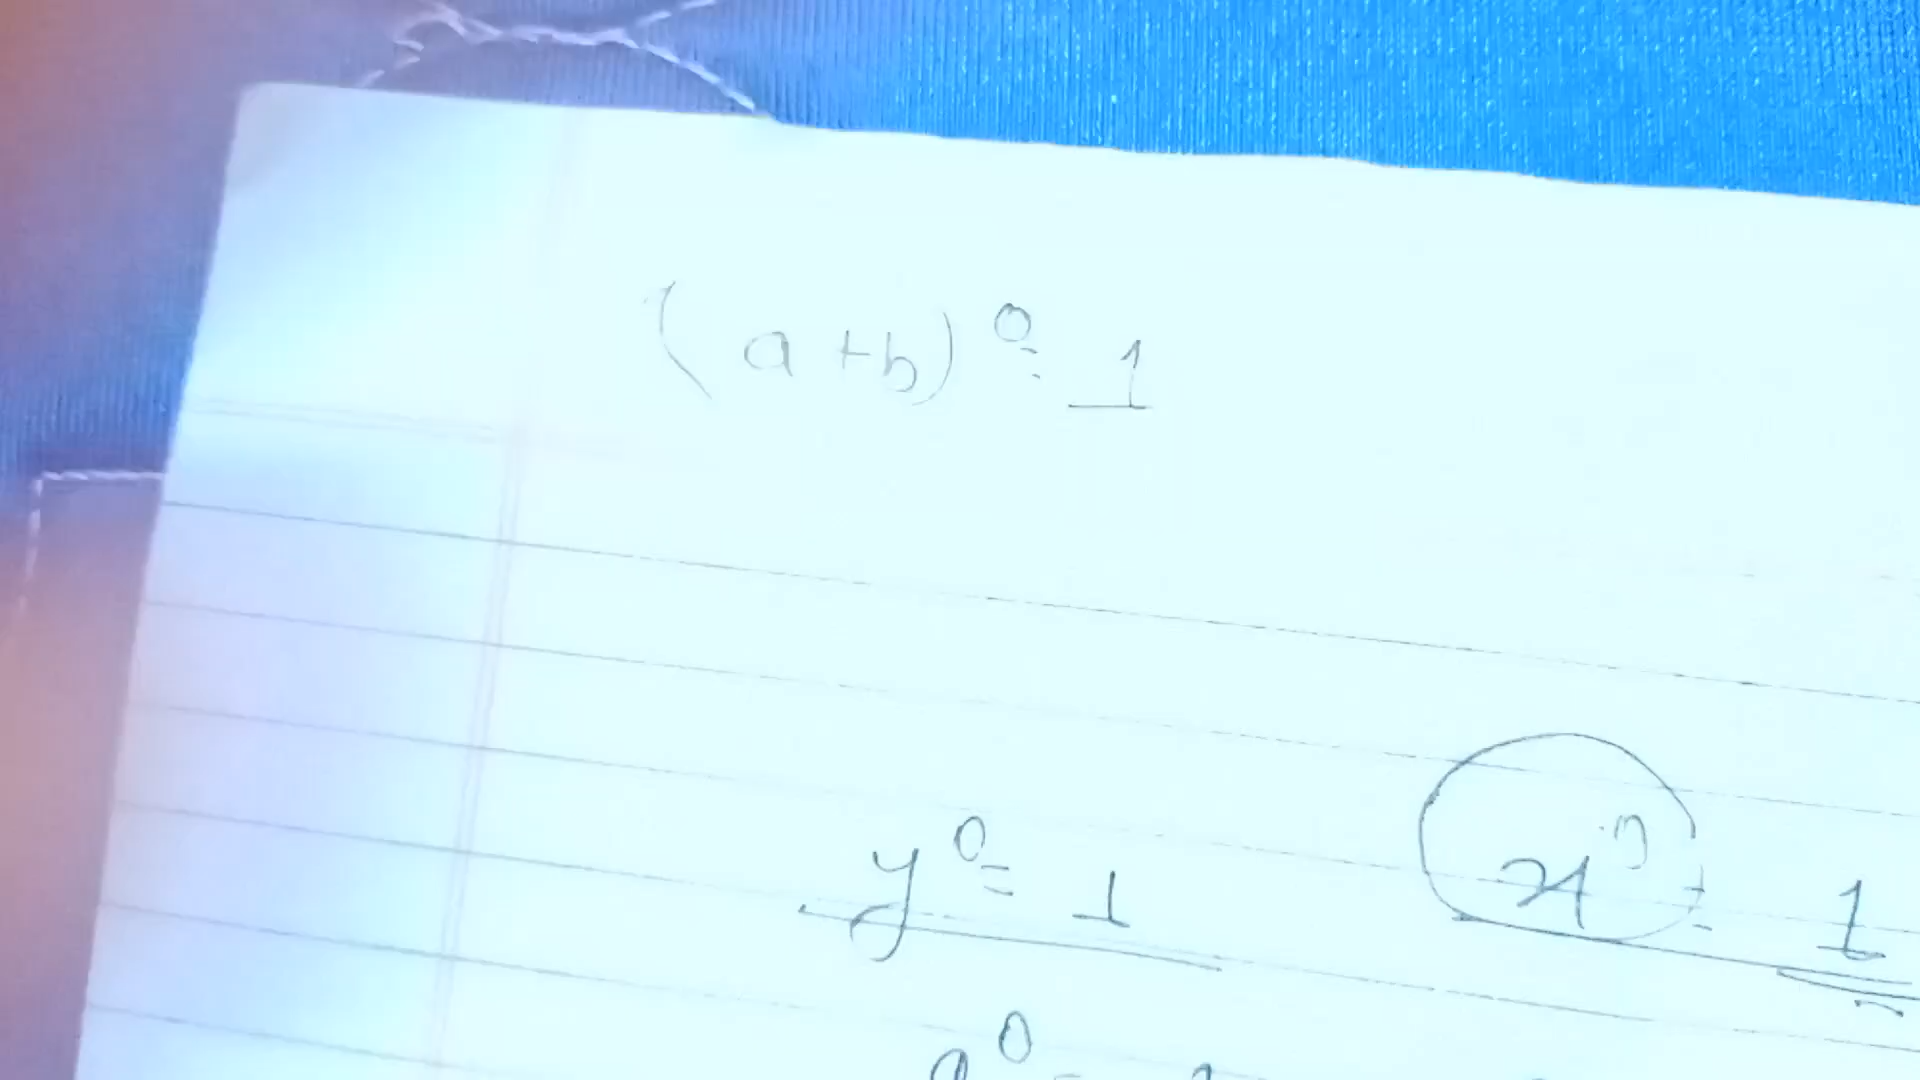 (a+b)⁰ = 1
y⁰ = 1 x⁰ = 1